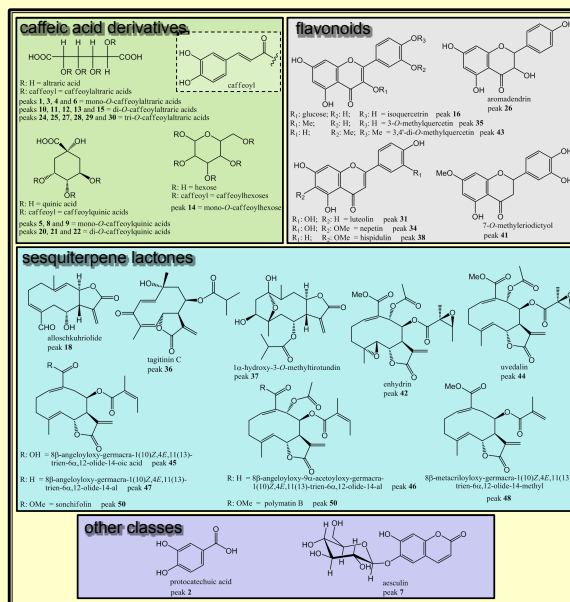 caffeic acid derivatives
R: H = altraric acid
R: caffeoyl = caffeoylaltraric acids
peaks 1, 3, 4 and 6 = mono-O-caffeoylaltraric acids
peaks 10, 11, 12, 13 and 15 = di-O-caffeoylaltraric acids
peaks 24, 25, 27, 28, 29 and 30 = tri-O-caffeoylaltraric acids
caffeoyl
R: H = quinic acid
R: caffeoyl = caffeoylquinic acids
peaks 5, 8 and 9 = mono-O-caffeoylquinic acids
peaks 20, 21 and 22 = di-O-caffeoylquinic acids
R: H = hexose
R: caffeoyl = caffeoylhexoses
peak 14 = mono-O-caffeoylhexose
flavonoids
R1: glucose; R2: H; R3: H = isoquercetrin peak 16
R1: Me; R2: H; R3: H = 3-O-methylquercetin peak 35
R1: H; R2: Me; R3: Me = 3,4'-di-O-methylquercetin peak 43
aromadendrin
peak 26
R1: OH; R2: H = luteolin peak 31
R1: OH; R2: OMe = nepetin peak 34
R1: H; R2: OMe = hispidulin peak 38
7-O-methyleriodictyol
peak 41
sesquiterpene lactones
alloschkuhriolide
peak 18
tagitinin C
peak 36
1α-hydroxy-3-O-methyltirotundin
peak 37
enhydrin
peak 42
uvedalin
peak 44
R: OH = 8β-angeloyloxy-germacra-1(10)Z,4E,11(13)-
trien-6α,12-olide-14-oic acid peak 45
R: H = 8β-angeloyloxy-germacra-1(10)Z,4E,11(13)-
trien-6α,12-olide-14-al peak 47
R: OMe = sonchifolin peak 50
R: H = 8β-angeloyloxy-9α-acetoyloxy-germacra-
1(10)Z,4E,11(13)-trien-6α,12-olide-14-al peak 46
R: OMe = polymatin B peak 50
8β-metacriloyloxy-germacra-1(10)Z,4E,11(13)-
trien-6α,12-olide-14-methyl
peak 48
other classes
protocatechuic acid
peak 2
aesculin
peak 7